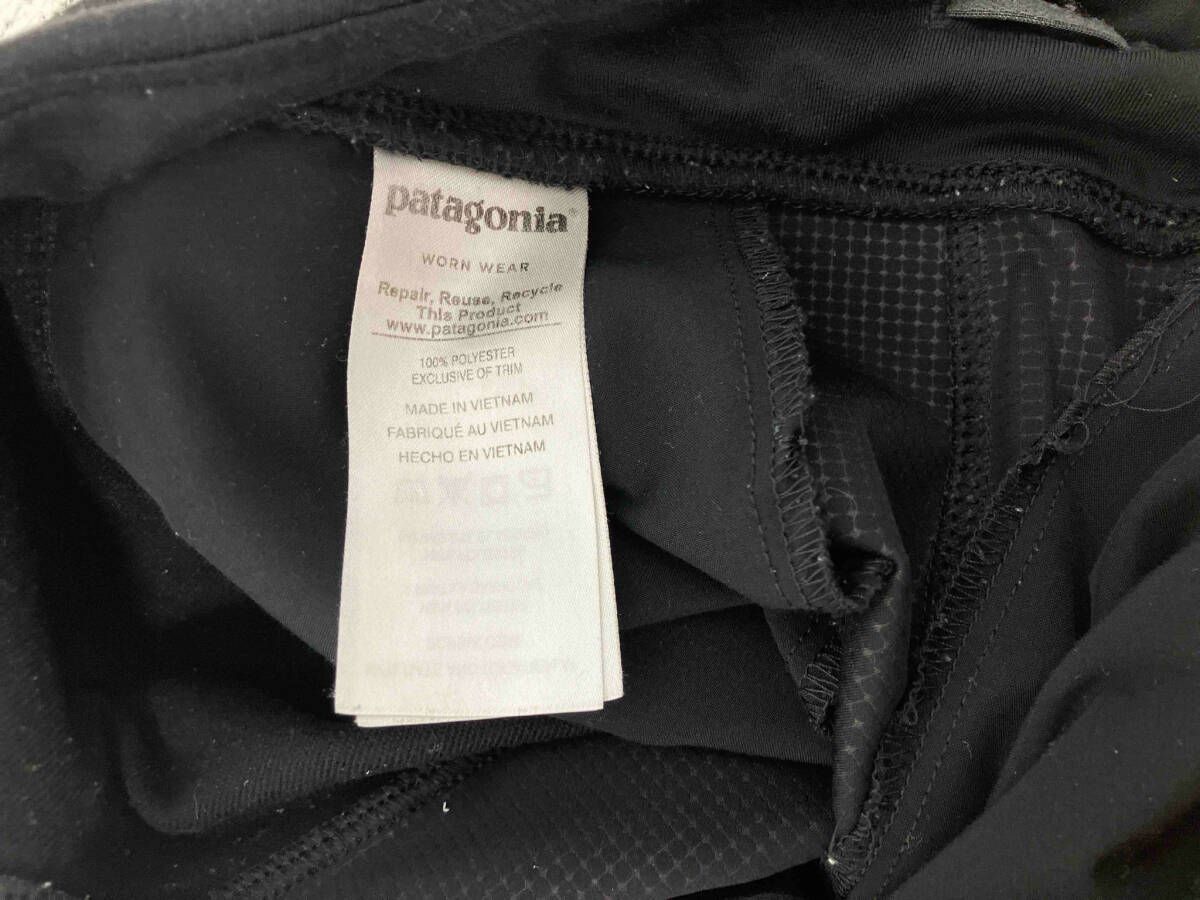 patagonia®
WORN WEAR
Repair, Reuse, Recycle
This Product
www.patagonia.com
100% POLYESTER
EXCLUSIVE OF TRIM
MADE IN VIETNAM
FABRIQUÉ AU VIETNAM
HECHO EN VIETNAM